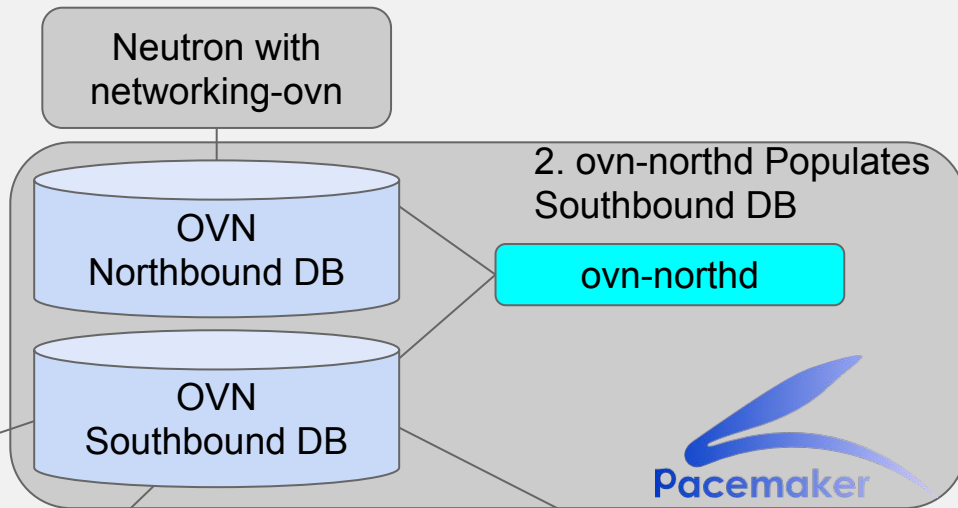 Neutron with
networking-ovn
2. ovn-northd Populates
Southbound DB
OVN
Northbound DB
ovn-northd
OVN
Southbound DB
Pacemaker